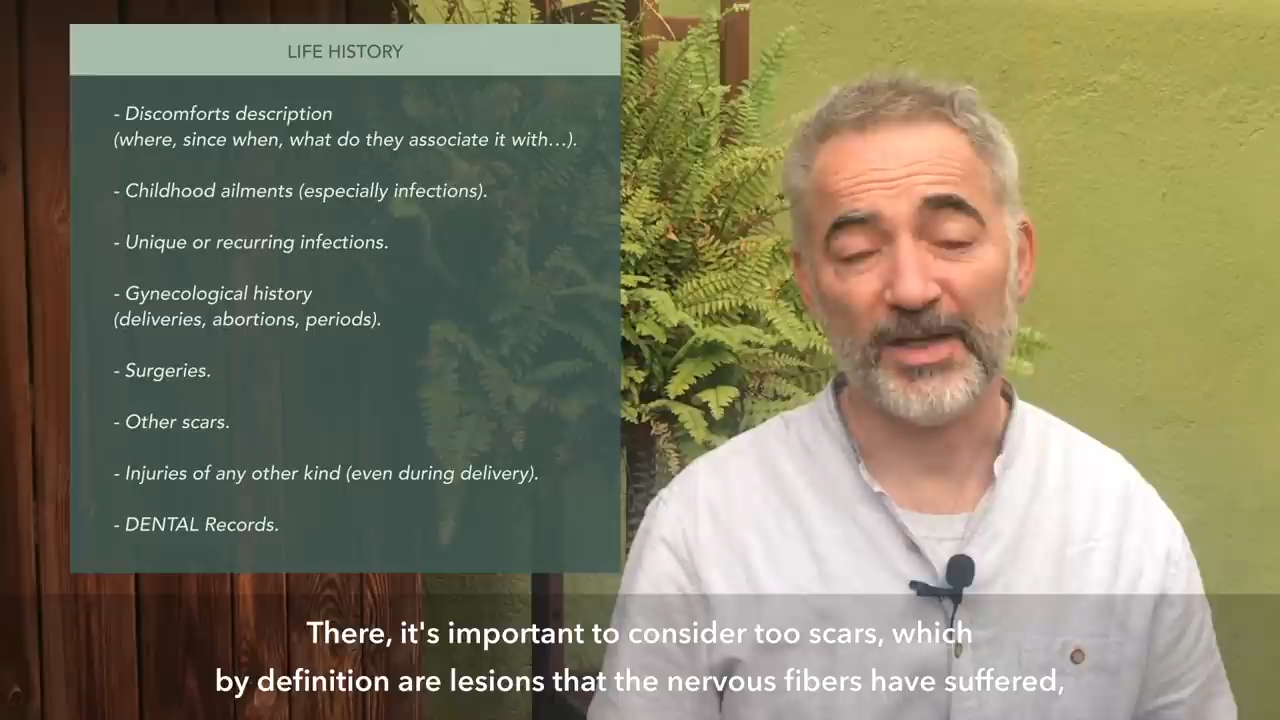 LIFE HISTORY
- Discomforts description
(where, since when, what do they associate it with...).
- Childhood ailments (especially infections).
- Unique or recurring infections.
- Gynecological history
(deliveries, abortions, periods).
- Surgeries.
- Other scars.
- Injuries of any other kind (even during delivery).
- DENTAL Records.
There, it's important to consider too scars, which
by definition are lesions that the nervous fibers have suffered,